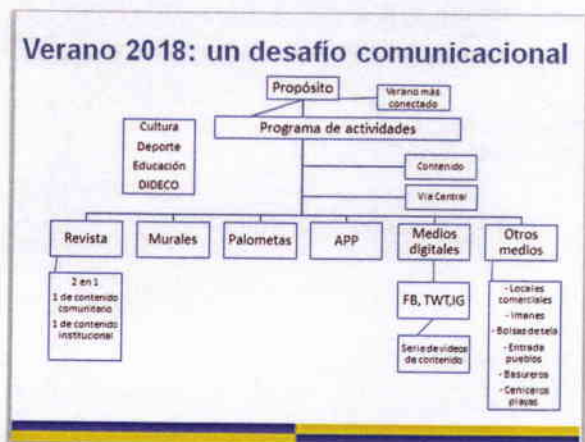 Verano 2018: un desafío comunicacional
Propósito
Verano más
conectado
Programa de actividades
Cultura
Deporte
Educación
DIDECO
Contenido
Vía Central
Revista
Murales
Palometas
APP
Medios
digitales
Otros
medios
2 en 1
1 de contenido
comunitario
1 de contenido
institucional
FB, TWT,IG
Serie de videos
de contenido
- Locales
comerciales
- Imanes
- Bolsas de tela
- Entrada
pueblos
- Basureros
- Ceniceros
playas